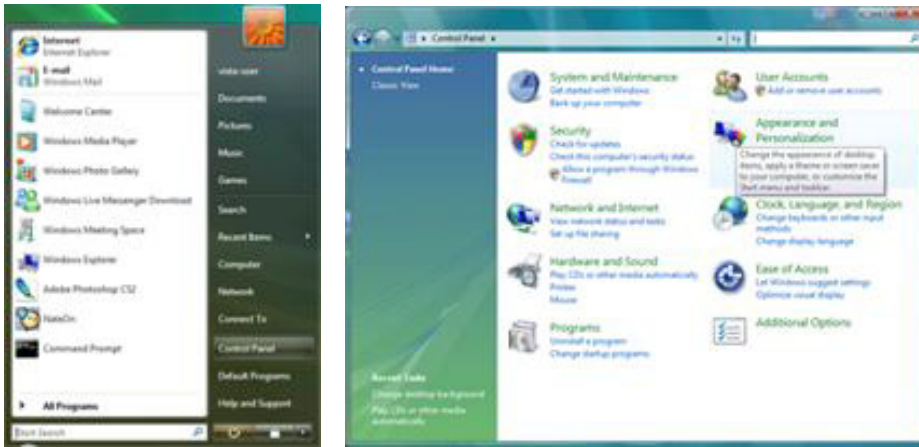 Internet
Internet Explorer
E-mail
Windows Mail
Welcome Center
Windows Media Player
Windows Photo Gallery
Windows Live Messenger Download
Windows Meeting Space
Windows Explorer
Adobe Photoshop CS2
NateOn
Command Prompt
All Programs
Start Search
vista user
Documents
Pictures
Music
Games
Search
Recent Items
Computer
Network
Connect To
Control Panel
Default Programs
Help and Support
Control Panel
Control Panel Home
Classic View
System and Maintenance
Get started with Windows
Back up your computer
Security
Check for updates
Check this computer's security status
Allow a program through Windows
Firewall
Network and Internet
View network status and tasks
Set up file sharing
Hardware and Sound
Play CDs or other media automatically
Printer
Mouse
Programs
Uninstall a program
Change startup programs
User Accounts
Add or remove user accounts
Appearance and
Personalization
Change the appearance of desktop
items, apply a theme or screen saver
to your computer, or customize the
Start menu and taskbar.
Clock, Language, and Region
Change keyboards or other input
methods
Change display language
Ease of Access
Let Windows suggest settings
Optimize visual display
Additional Options
Recent Tasks
Change desktop background
Play CDs or other media
automatically